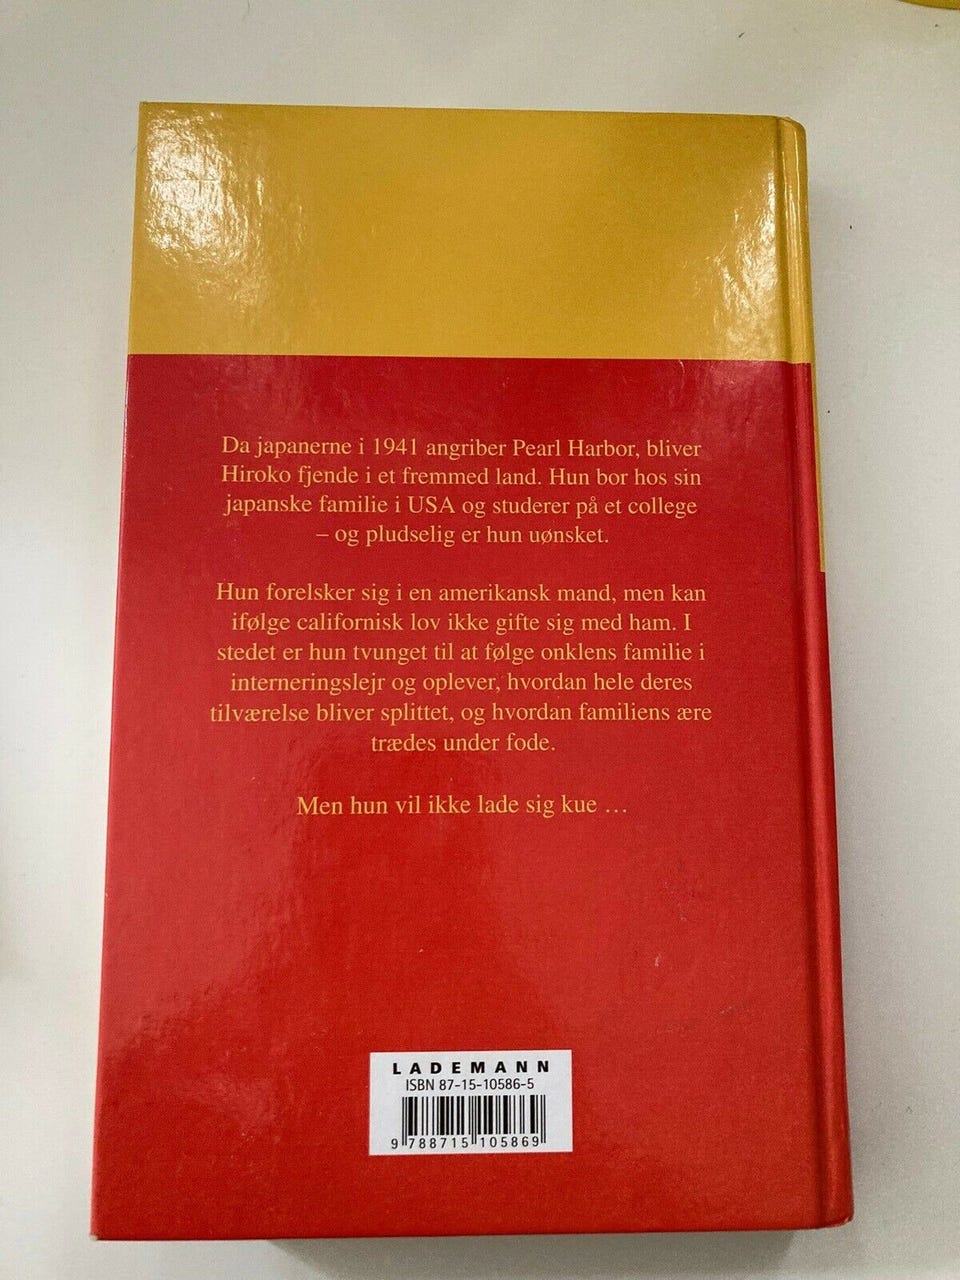 Da japanerne i 1941 angriber Pearl Harbor, bliver
Hiroko fjende i et fremmed land. Hun bor hos sin
japanske familie i USA og studerer på et college
– og pludselig er hun uønsket.
Hun forelsker sig i en amerikansk mand, men kan
ifølge californisk lov ikke gifte sig med ham. I
stedet er hun tvunget til at følge onklens familie i
interneringslejr og oplever, hvordan hele deres
tilværelse bliver splittet, og hvordan familiens ære
trædes under fode.
Men hun vil ikke lade sig kue …
LADEMANN
ISBN 87-15-10586-5
9 788715 105869